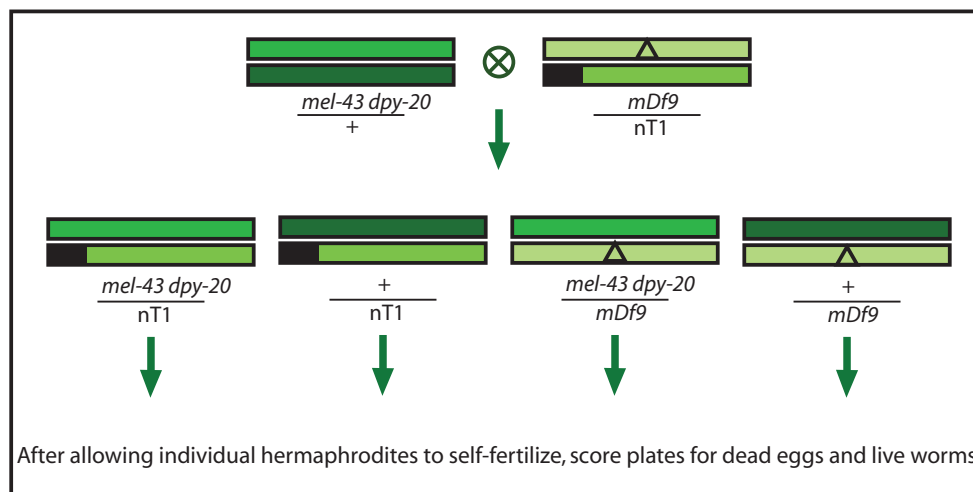 mel-43 dpy-20
+
mDf9
nT1
mel-43 dpy-20
nT1
+
nT1
mel-43 dpy-20
mDf9
+
mDf9
After allowing individual hermaphrodites to self-fertilize, score plates for dead eggs and live worms